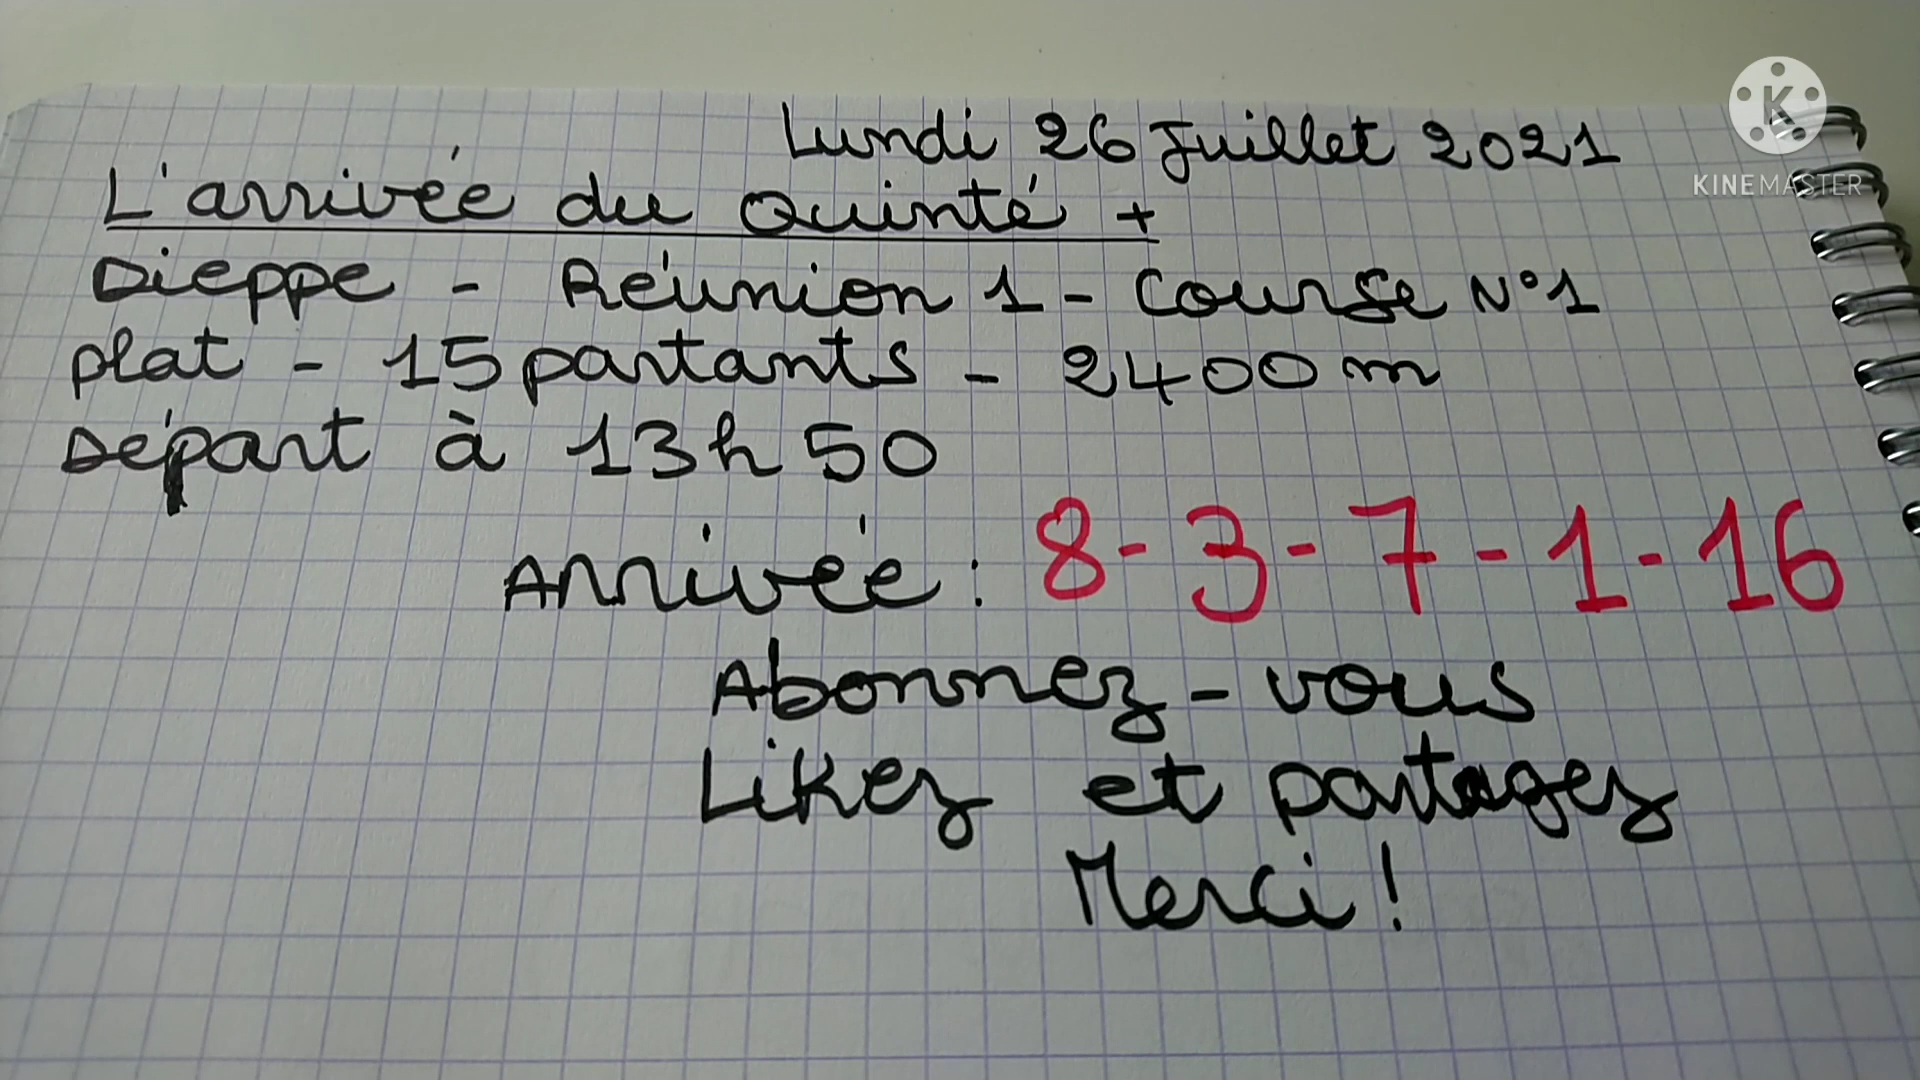 Lundi 26 Juillet 2021
L'arrivée du Quinté +
Dieppe - Réunion 1 - Course N°1
plat - 15 partants - 2400 m
Départ à 13h50
Arrivée : 8 - 3 - 7 - 1 - 16
Abonnez-vous
Likez et partagez
Merci !
K
KINEMASTER